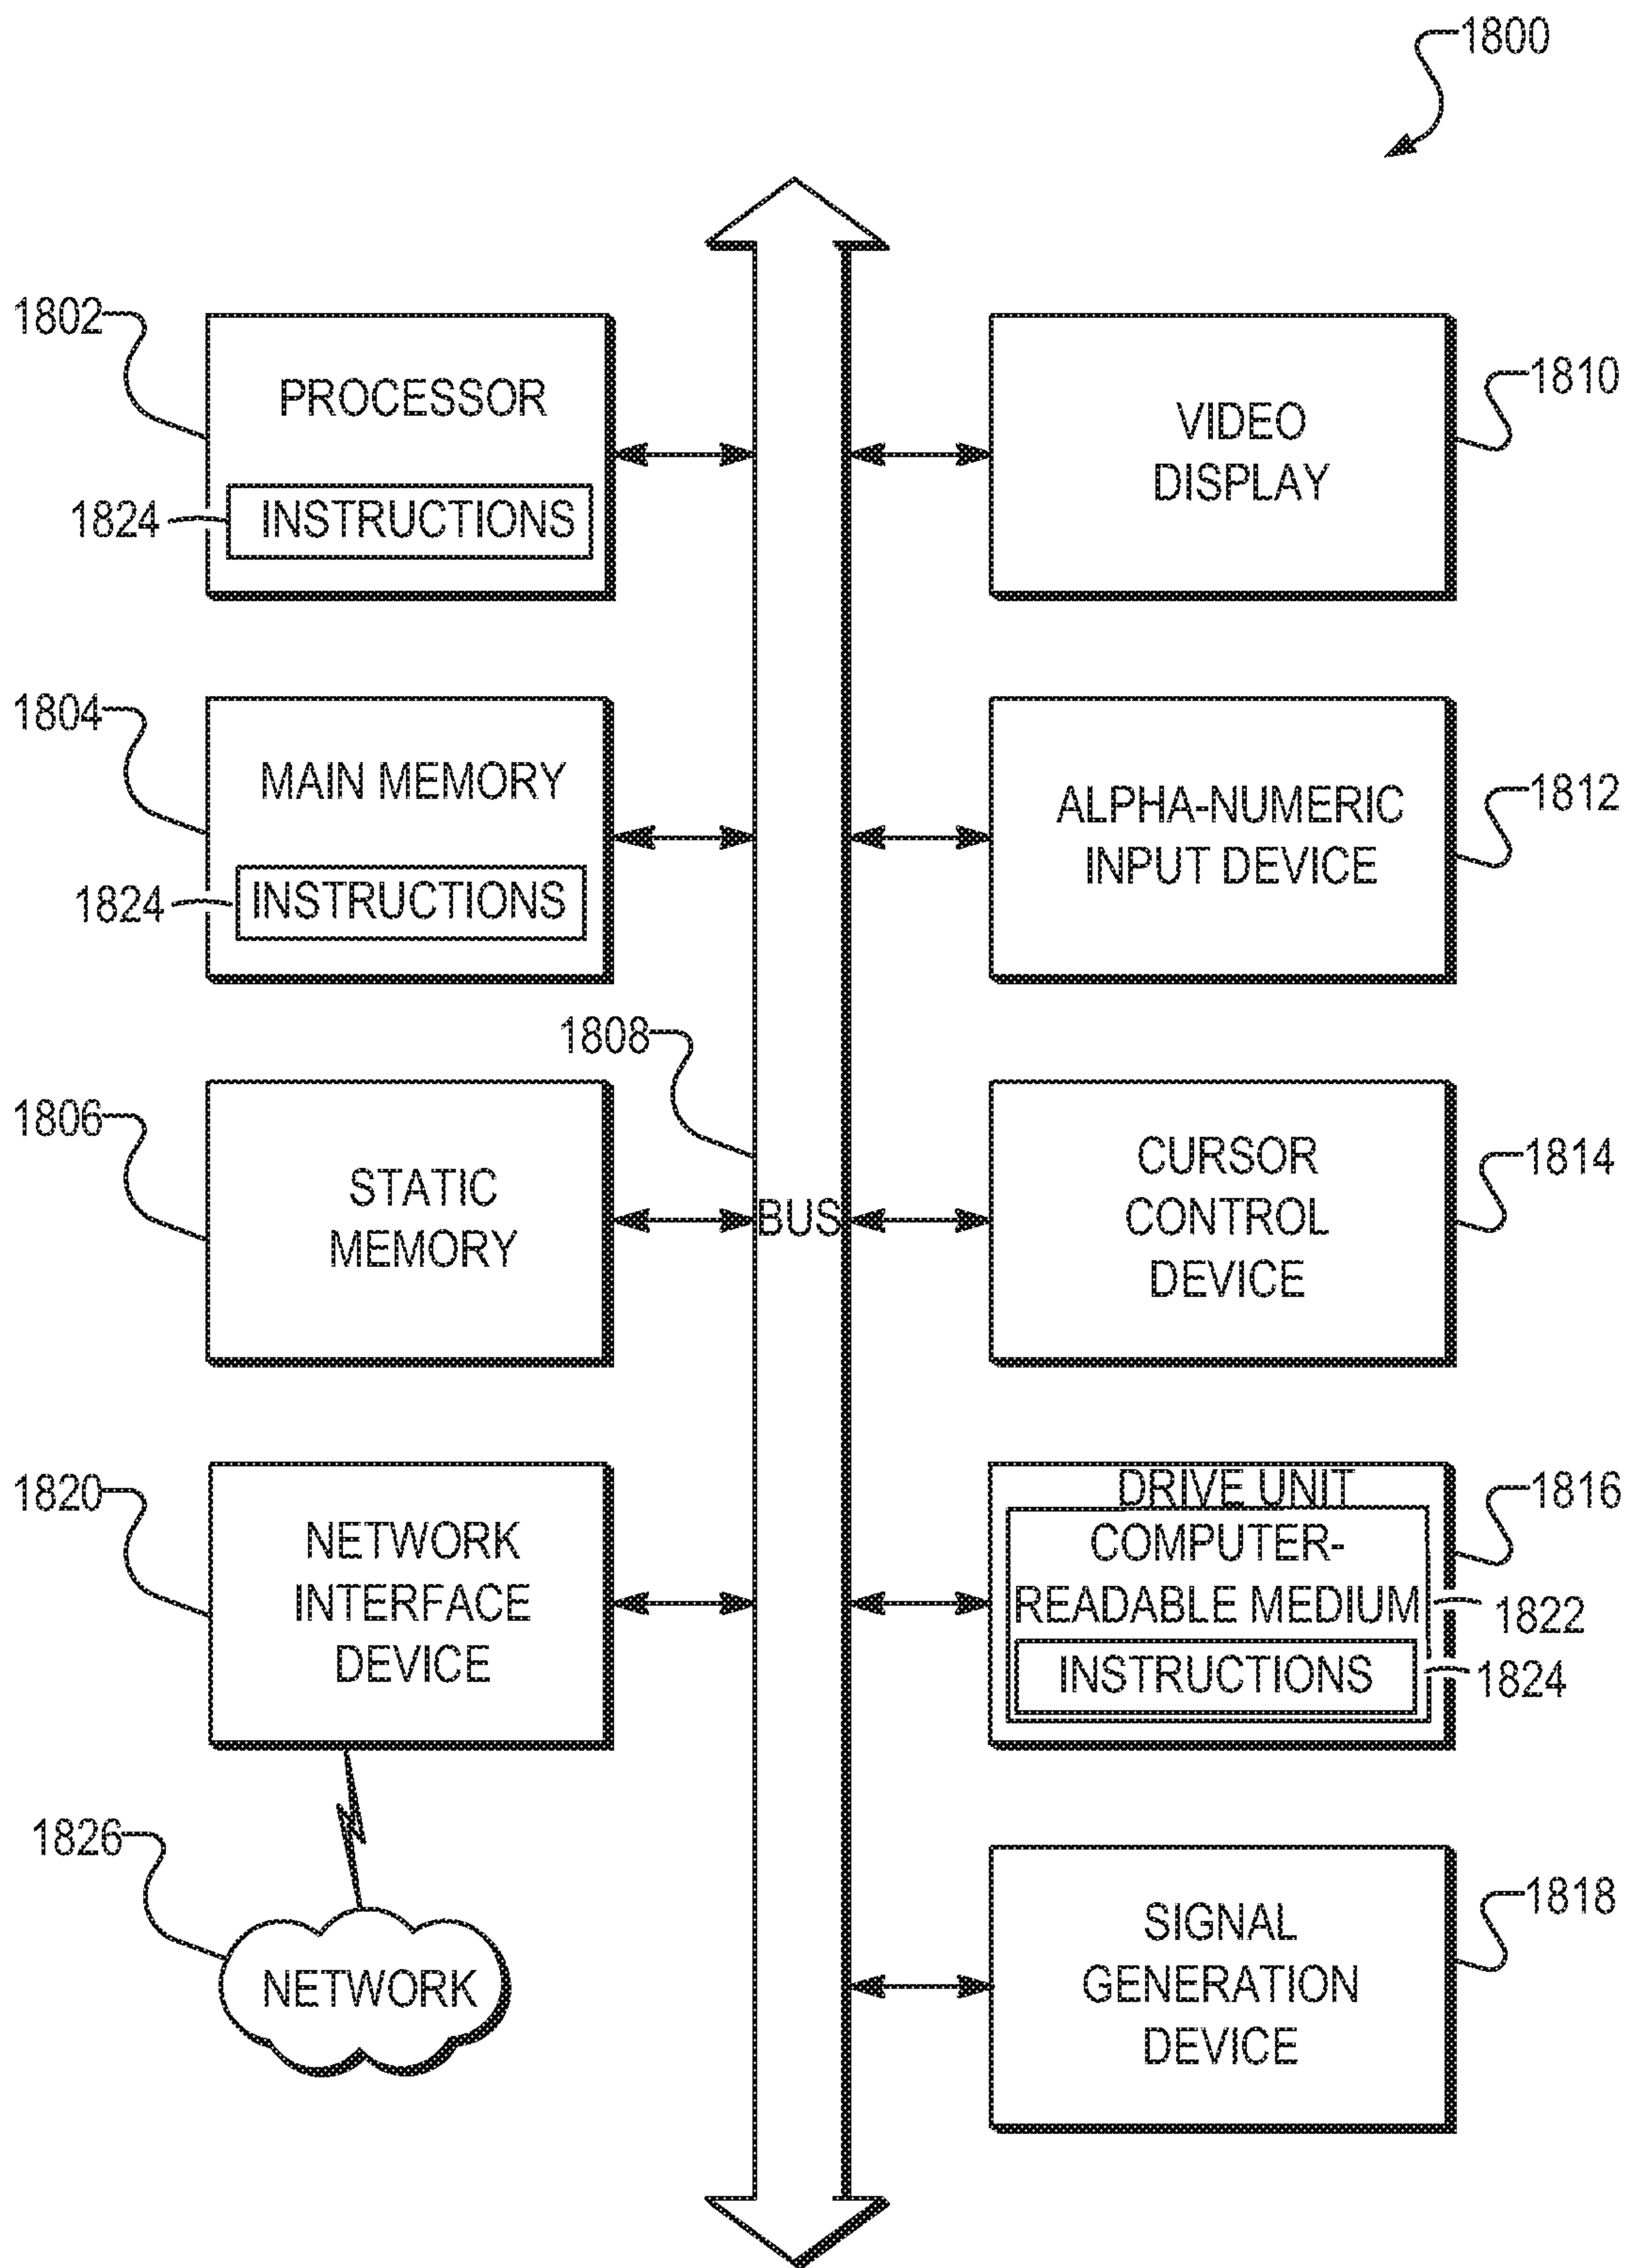 1800
1802
PROCESSOR
1824
INSTRUCTIONS
1810
VIDEO
DISPLAY
1804
MAIN MEMORY
1824
INSTRUCTIONS
1812
ALPHA-NUMERIC
INPUT DEVICE
1808
BUS
1806
STATIC
MEMORY
1814
CURSOR
CONTROL
DEVICE
1820
NETWORK
INTERFACE
DEVICE
1816
DRIVE UNIT
COMPUTER-
READABLE MEDIUM
1822
INSTRUCTIONS
1824
1826
NETWORK
1818
SIGNAL
GENERATION
DEVICE